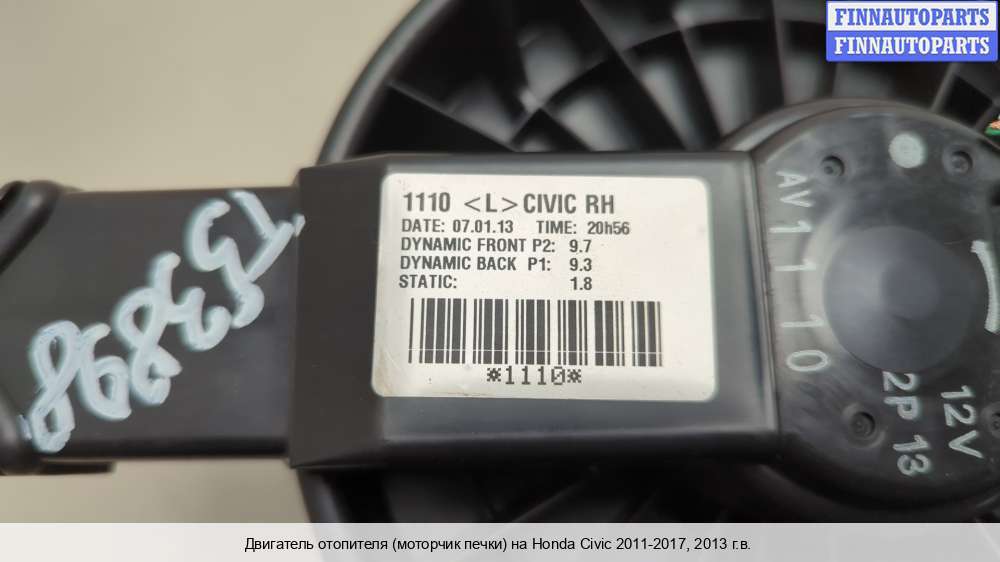 FINNAUTOPARTS
FINNAUTOPARTS
1110 <L> CIVIC RH
DATE: 07.01.13 TIME: 20h56
DYNAMIC FRONT P2: 9.7
DYNAMIC BACK P1: 9.3
STATIC: 1.8
*1110*
AV1110
12V
2P 13
T53898
Двигатель отопителя (моторчик печки) на Honda Civic 2011-2017, 2013 г.в.